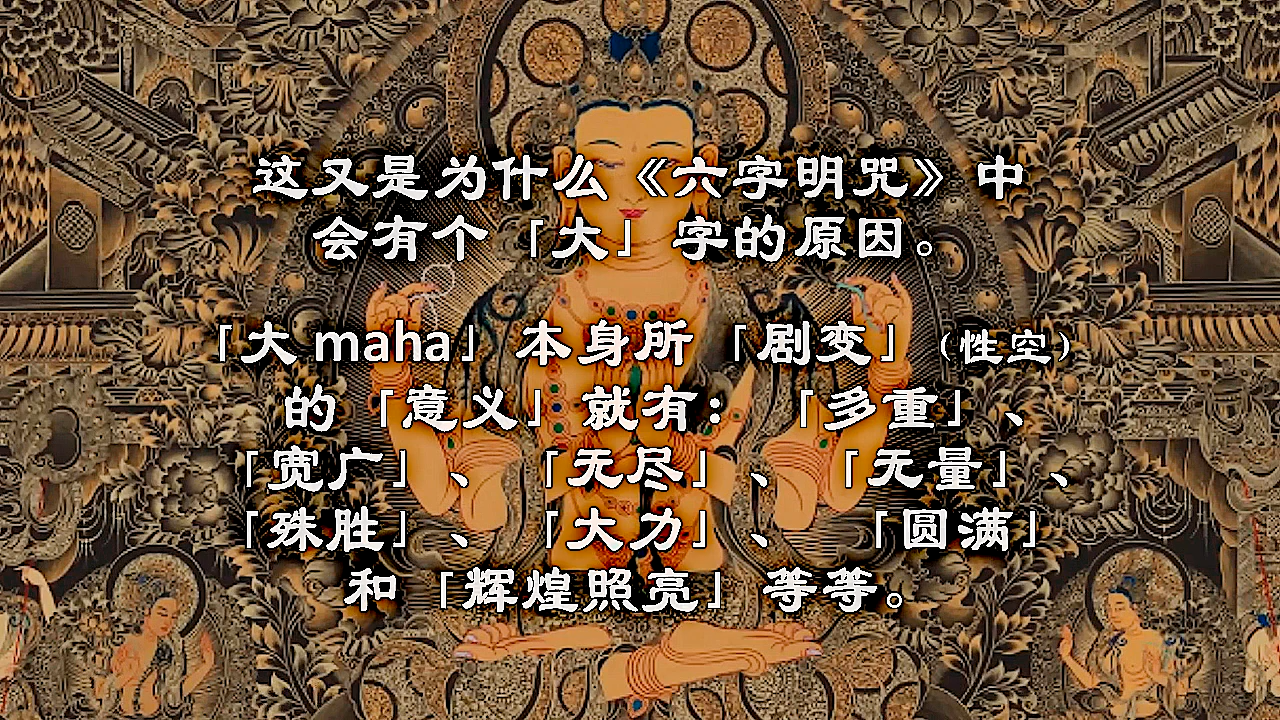 这又是为什么《六字明咒》中
会有个「大」字的原因。
「大 maha」本身所「剧变」(性空)
的「意义」就有：「多重」、
「宽广」、「无尽」、「无量」、
「殊胜」、「大力」、「圆满」
和「辉煌照亮」等等。